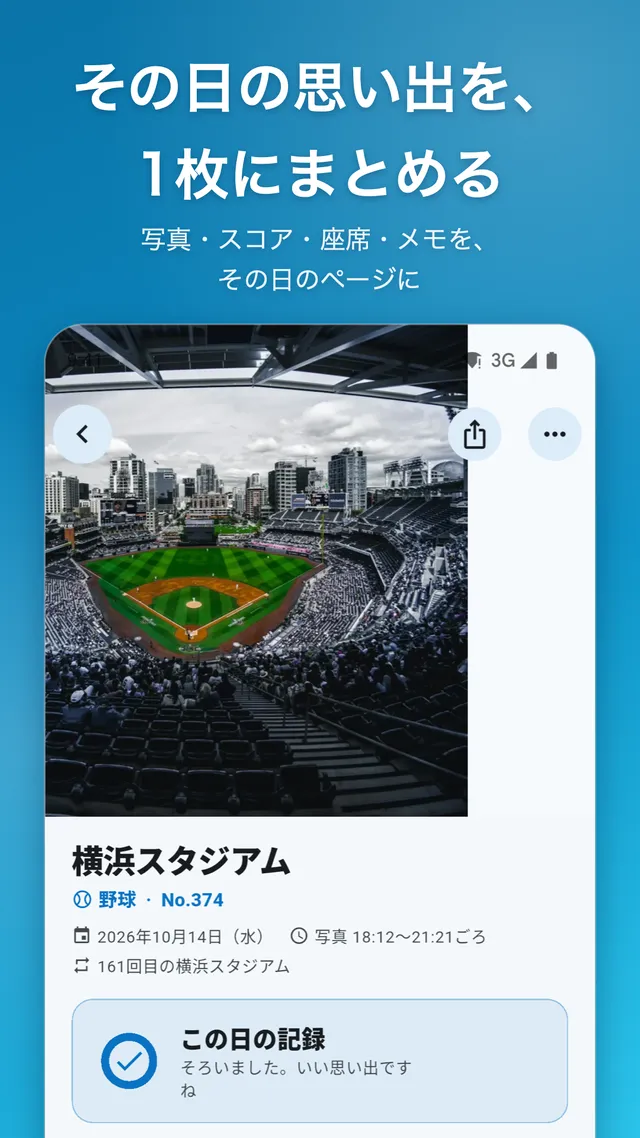 その日の思い出を、
1枚にまとめる
写真・スコア・座席・メモを、
その日のページに
3G
横浜スタジアム
野球 · No.374
2026年10月14日（水） 写真 18:12〜21:21ごろ
161回目の横浜スタジアム
この日の記録
そろいました。いい思い出です
ね